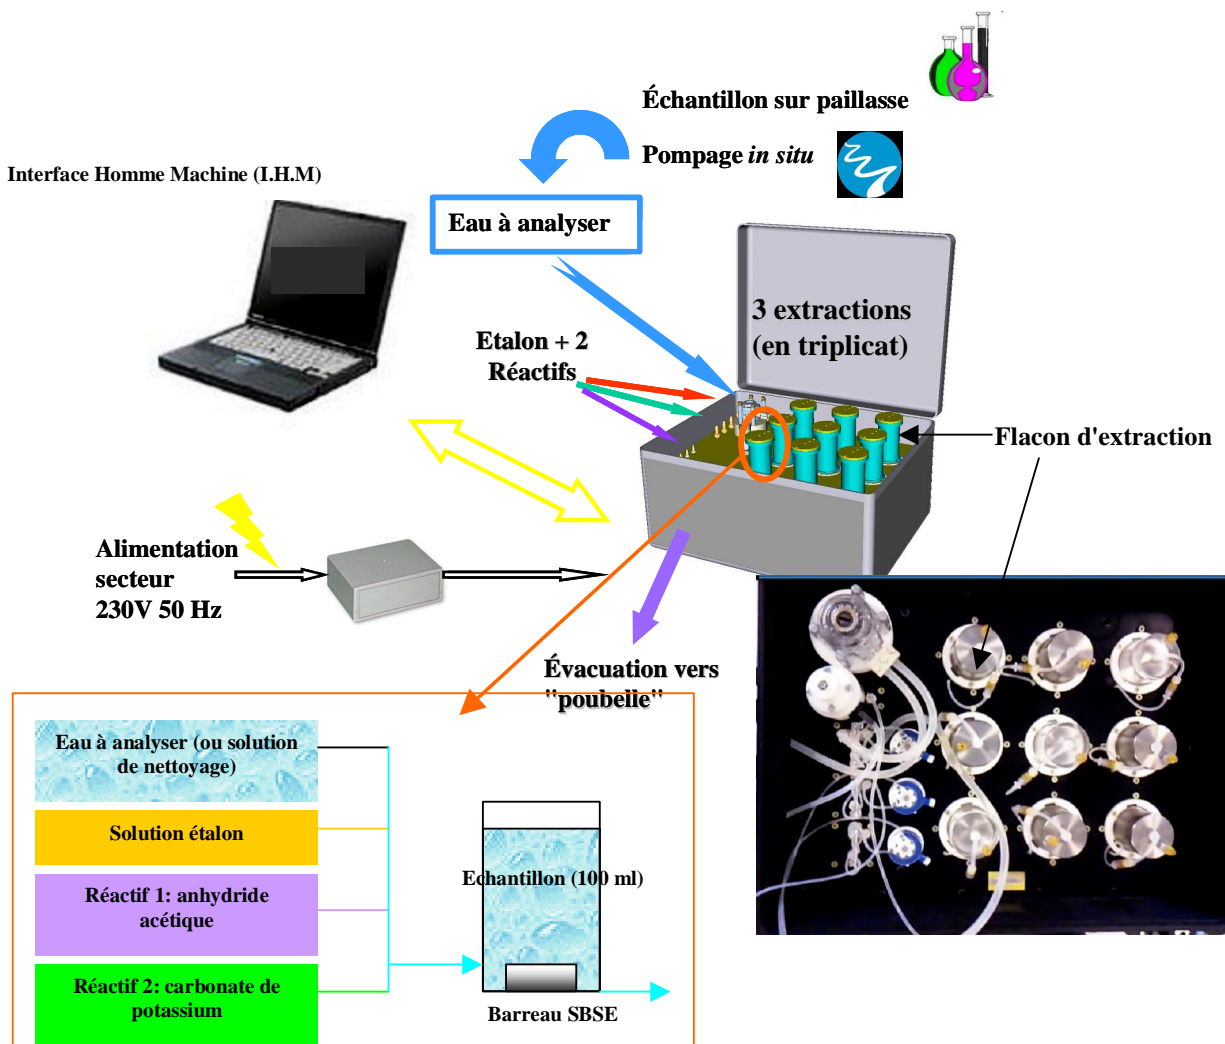 Échantillon sur paillasse
Pompage in situ
Interface Homme Machine (I.H.M)
Eau à analyser
3 extractions
(en triplicat)
Etalon + 2
Réactifs
Flacon d'extraction
Alimentation
secteur
230V 50 Hz
Évacuation vers
"poubelle"
Eau à analyser (ou solution
de nettoyage)
Solution étalon
Réactif 1: anhydride
acétique
Réactif 2: carbonate de
potassium
Echantillon (100 ml)
Barreau SBSE